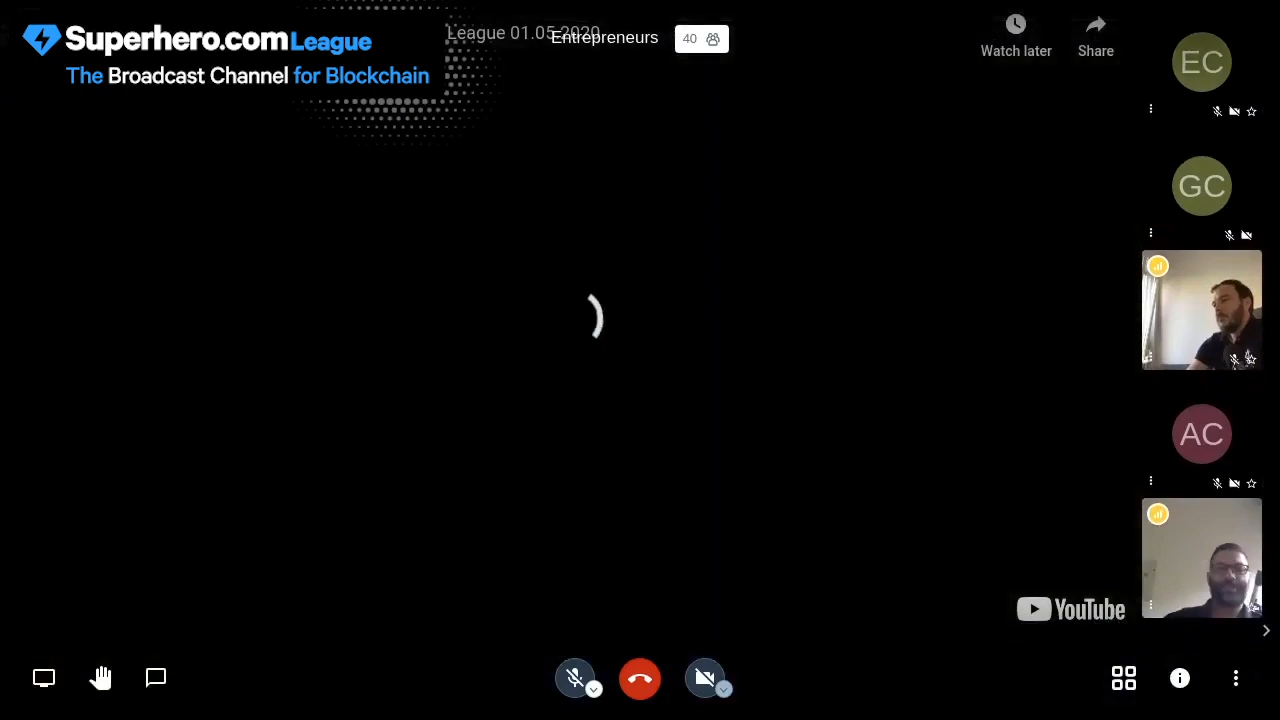 Superhero.com League
The Broadcast Channel for Blockchain
League 01.05.2020
Entrepreneurs
40
Watch later
Share
EC
GC
AC
YouTube